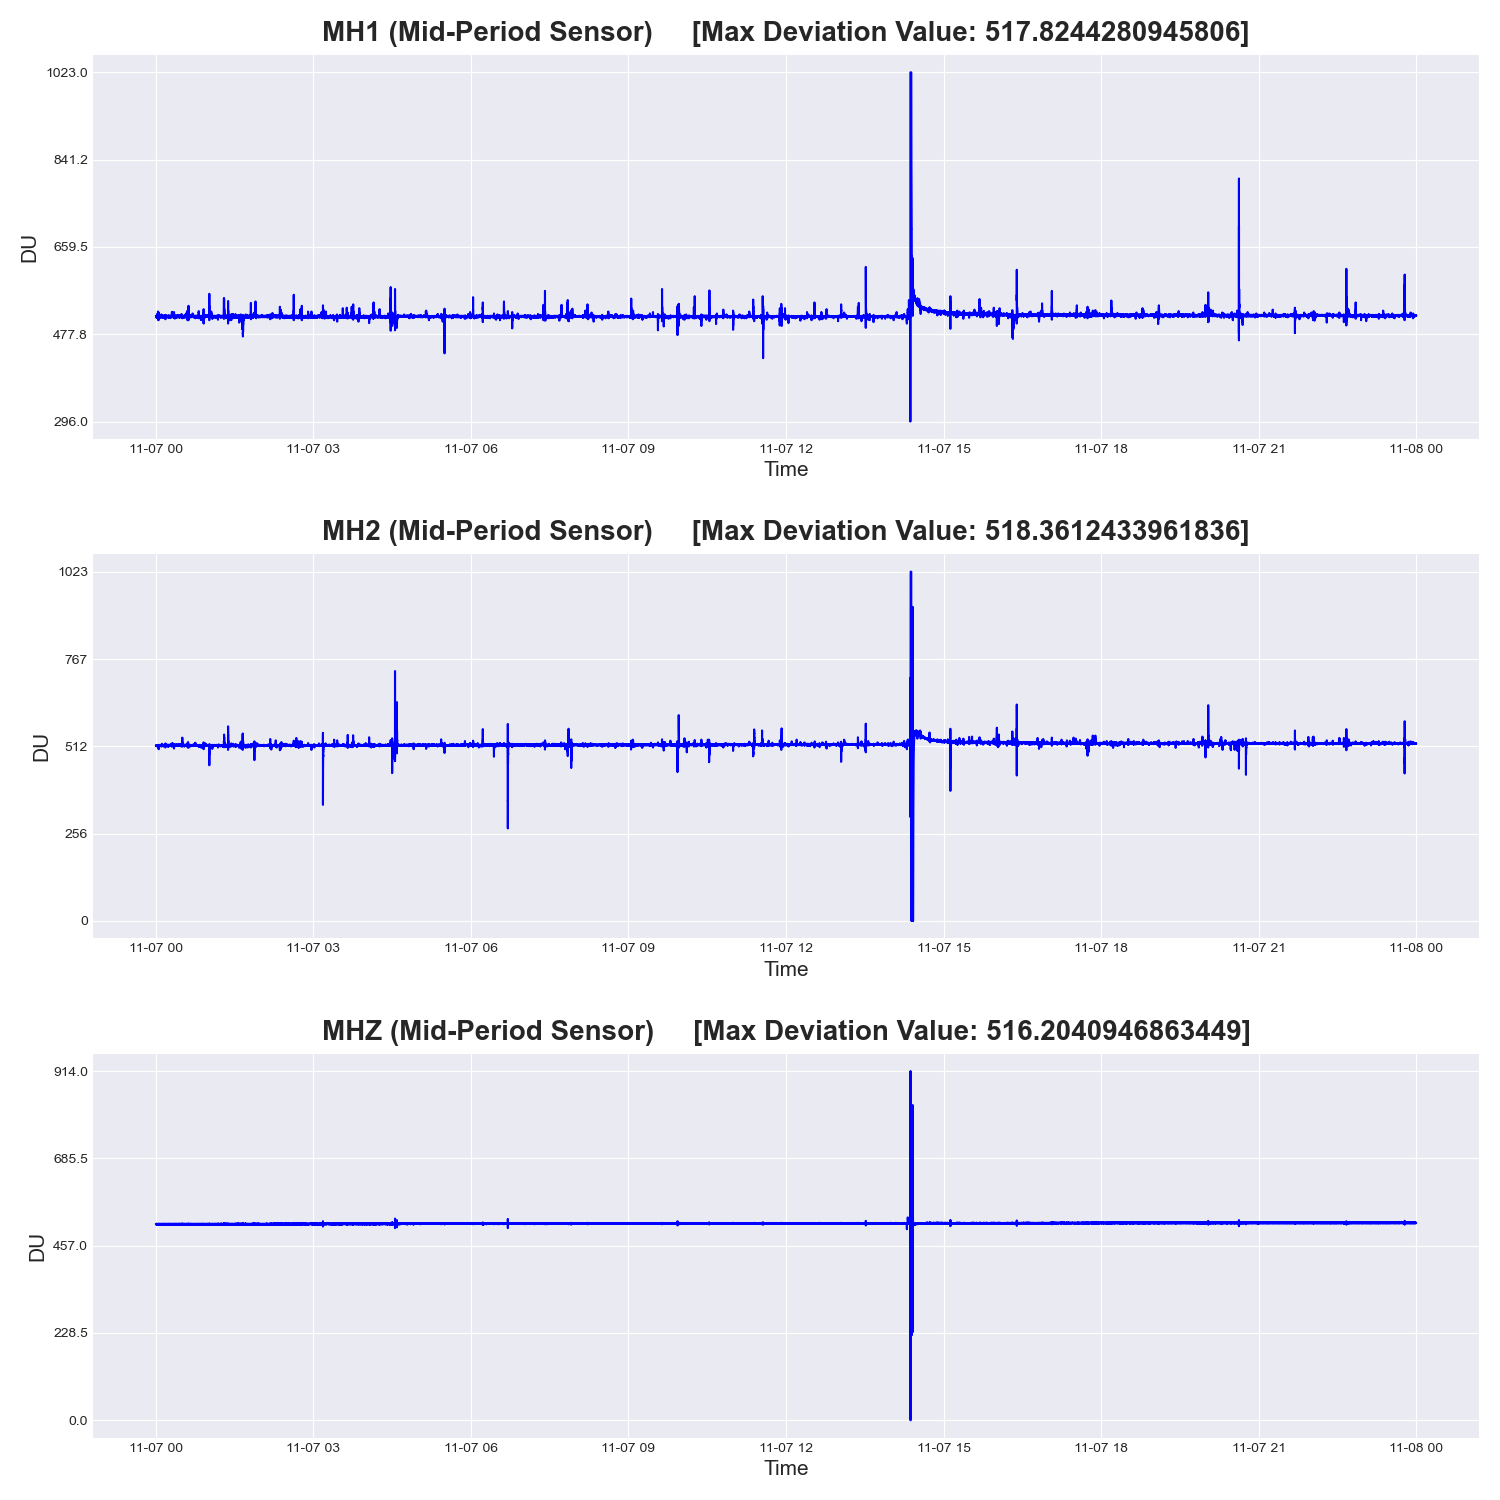 MH1 (Mid-Period Sensor) [Max Deviation Value: 517.8244280945806]
1023.0
841.2
659.5
477.8
296.0
DU
11-07 00 11-07 03 11-07 06 11-07 09 11-07 12 11-07 15 11-07 18 11-07 21 11-08 00
Time
MH2 (Mid-Period Sensor) [Max Deviation Value: 518.3612433961836]
1023
767
512
256
0
DU
11-07 00 11-07 03 11-07 06 11-07 09 11-07 12 11-07 15 11-07 18 11-07 21 11-08 00
Time
MHZ (Mid-Period Sensor) [Max Deviation Value: 516.2040946863449]
914.0
685.5
457.0
228.5
0.0
DU
11-07 00 11-07 03 11-07 06 11-07 09 11-07 12 11-07 15 11-07 18 11-07 21 11-08 00
Time